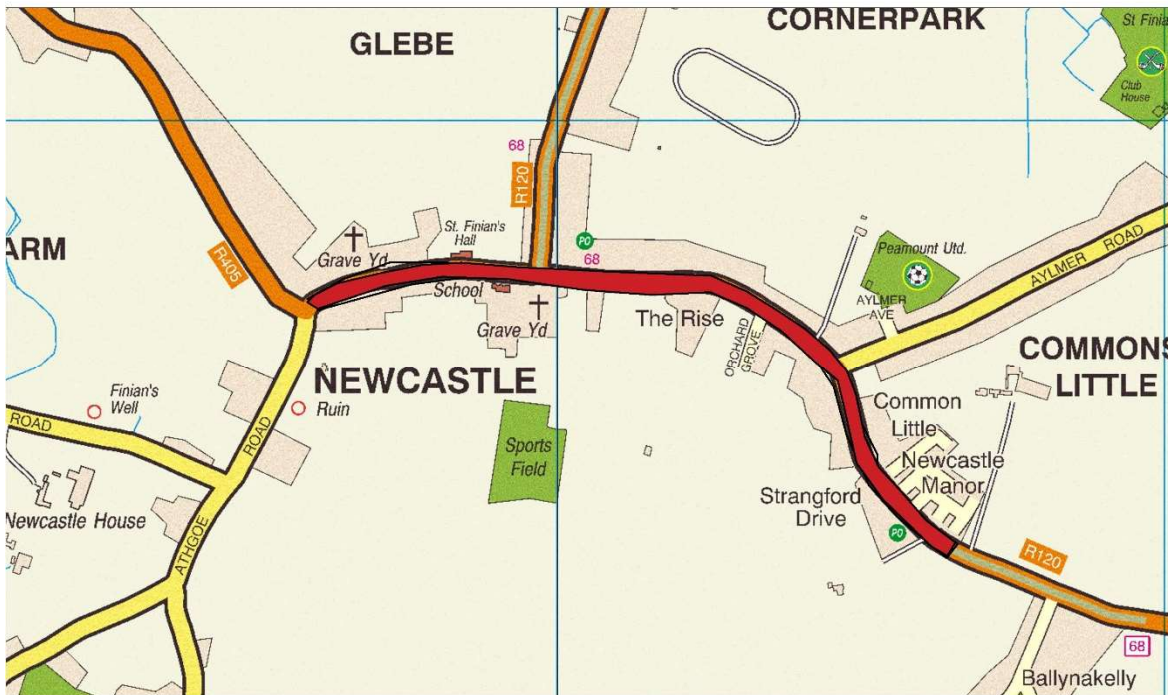 GLEBE
CORNERPARK
St Finia
Club
House
68
R120
St. Finian's
Hall
Grave Yd
PO
68
ARM
R405
Peamount Utd.
AYLMER ROAD
AYLMER
AVE
School
Grave Yd
The Rise
ORCHARD
GROVE
COMMONS
LITTLE
NEWCASTLE
Finian's
Well
Ruin
ROAD
ROAD
Common
Little
Newcastle
Manor
Sports
Field
Strangford
Drive
PO
Newcastle House
ATHGOE
R120
68
Ballynakelly